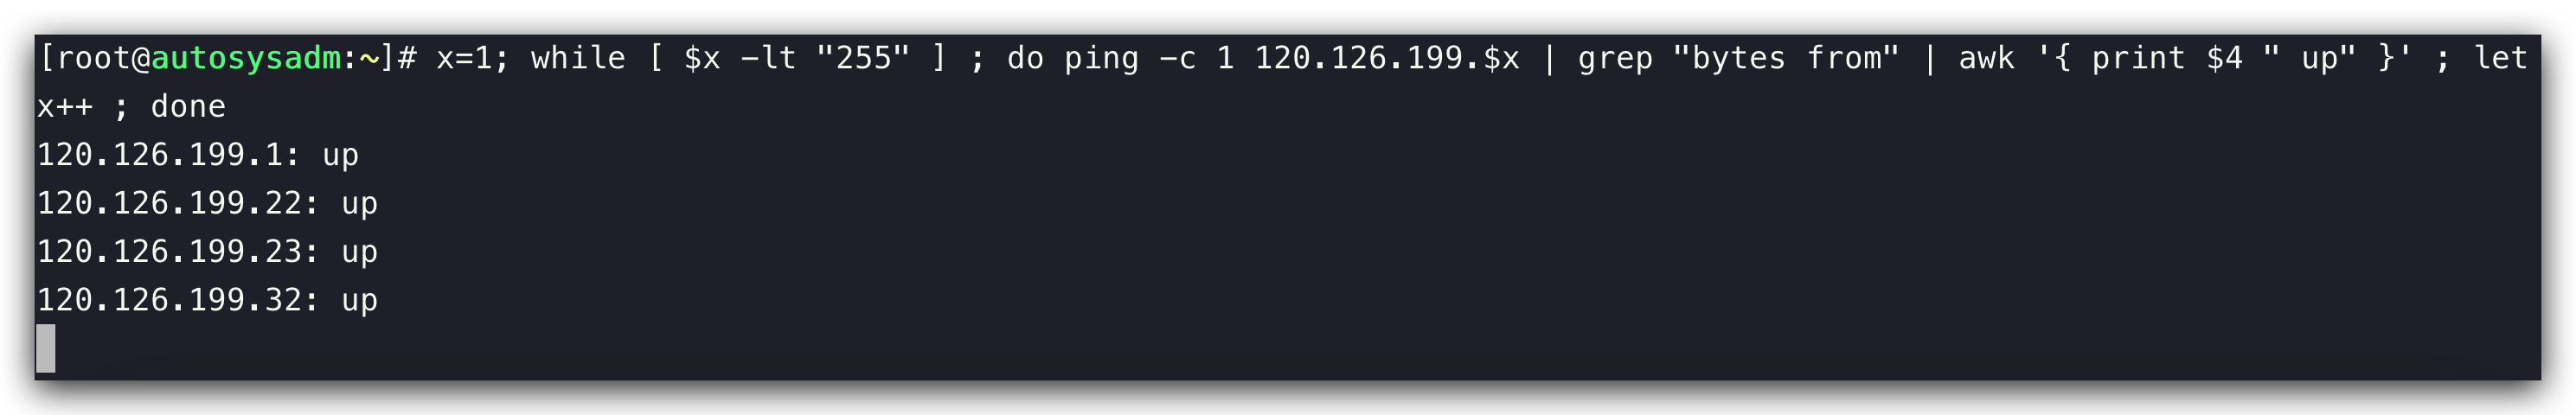 [root@autosysadm:~]# x=1; while [ $x -lt "255" ] ; do ping -c 1 120.126.199.$x | grep "bytes from" | awk '{ print $4 " up" }' ; let
x++ ; done
120.126.199.1: up
120.126.199.22: up
120.126.199.23: up
120.126.199.32: up